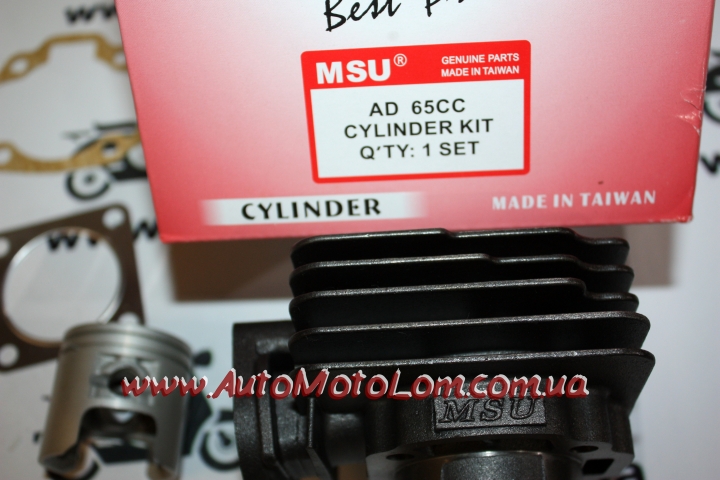 Best
MSU®
GENUINE PARTS
MADE IN TAIWAN
AD 65CC
CYLINDER KIT
Q'TY: 1 SET
CYLINDER
MADE IN TAIWAN
www.AutoMotoLom.com.ua
MSU